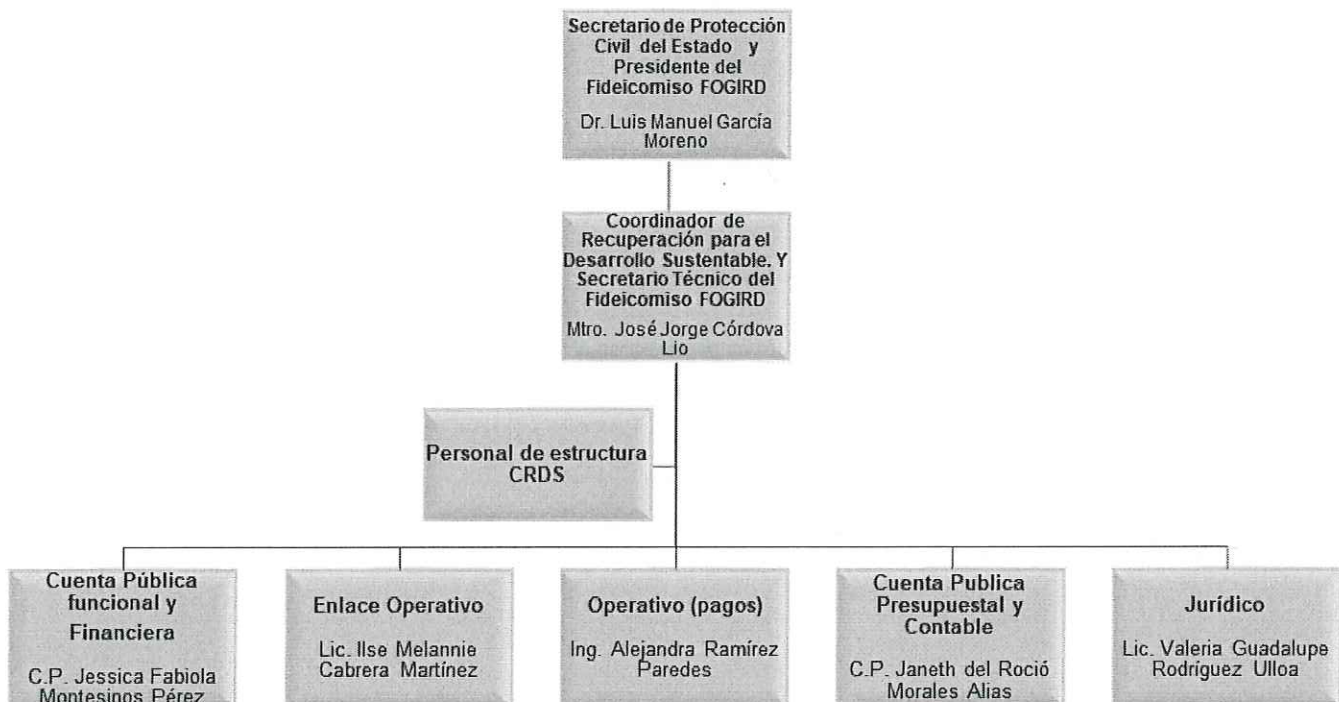 Secretario de Protección
Civil del Estado y
Presidente del
Fideicomiso FOGIRD
Dr. Luis Manuel García
Moreno
Coordinador de
Recuperación para el
Desarrollo Sustentable. Y
Secretario Técnico del
Fideicomiso FOGIRD
Mtro. José Jorge Córdova
Lio
Personal de estructura
CRDS
Cuenta Pública
funcional y
Financiera
C.P. Jessica Fabiola
Montesinos Pérez
Enlace Operativo
Lic. Ilse Melannie
Cabrera Martínez
Operativo (pagos)
Ing. Alejandra Ramírez
Paredes
Cuenta Publica
Presupuestal y
Contable
C.P. Janeth del Roció
Morales Alias
Jurídico
Lic. Valeria Guadalupe
Rodríguez Ulloa